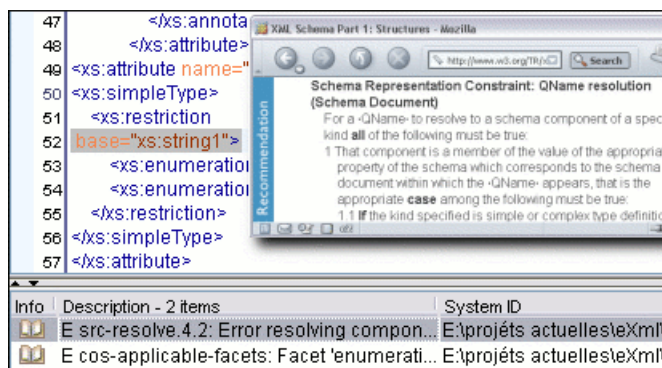 47 </xs:annota
48 </xs:attribute>
49 <xs:attribute name="
50 <xs:simpleType>
51 <xs:restriction
52 base="xs:string1">
53 <xs:enumeration
54 <xs:enumeration
55 </xs:restriction>
56 </xs:simpleType>
57 </xs:attribute>
XML Schema Part 1: Structures - Mozilla
http://www.w3.org/TR/x
Search
Recommendation
Schema Representation Constraint: QName resolution
(Schema Document)
For a ·QName· to resolve to a schema component of a spec
kind all of the following must be true:
1 That component is a member of the value of the appropria
property of the schema which corresponds to the schema
document within which the ·QName· appears, that is the
appropriate case among the following must be true:
1.1 If the kind specified is simple or complex type definitio
Info Description - 2 items System ID
E src-resolve.4.2: Error resolving compon... E:\projéts actuelles\eXml\
E cos-applicable-facets: Facet 'enumerati... E:\projéts actuelles\eXml\